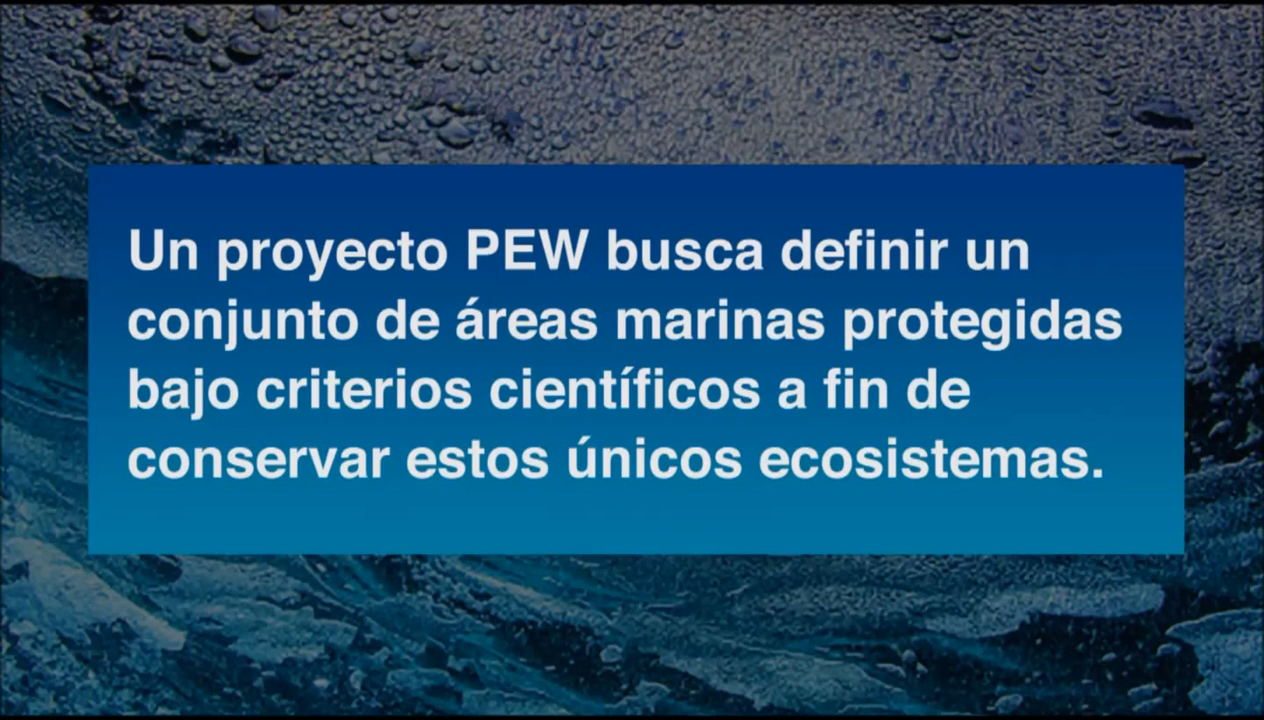 Un proyecto PEW busca definir un
conjunto de áreas marinas protegidas
bajo criterios científicos a fin de
conservar estos únicos ecosistemas.